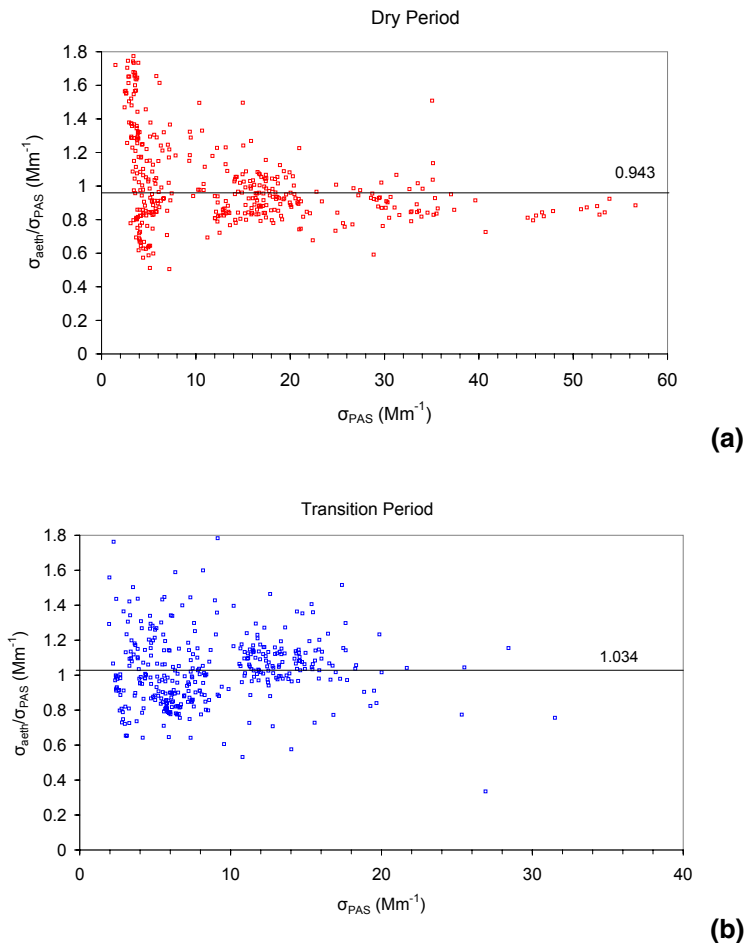 Dry Period
1.8
1.6
1.4
1.2
1
0.8
0.6
0.4
0.2
0
σaeth/σPAS (Mm-1)
0.943
0 10 20 30 40 50 60
σPAS (Mm-1)
(a)
Transition Period
1.8
1.6
1.4
1.2
1
0.8
0.6
0.4
0.2
0
σaeth/σPAS (Mm-1)
1.034
0 10 20 30 40
σPAS (Mm-1)
(b)